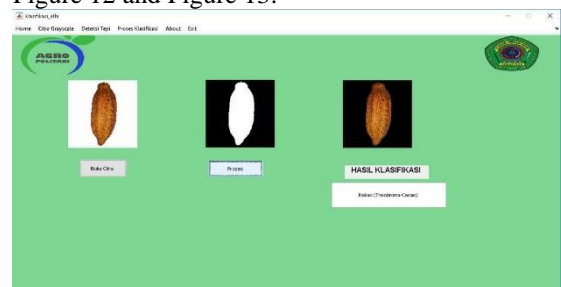 Figure 12 and Figure 13.
klasifikasi_elis
Home Citra Grayscale Deteksi Tepi Proses Klasifikasi About Exit
AGRO
POLITANI
Buka Citra
Proses
HASIL KLASIFIKASI
Kakao (Theobroma Cacao)